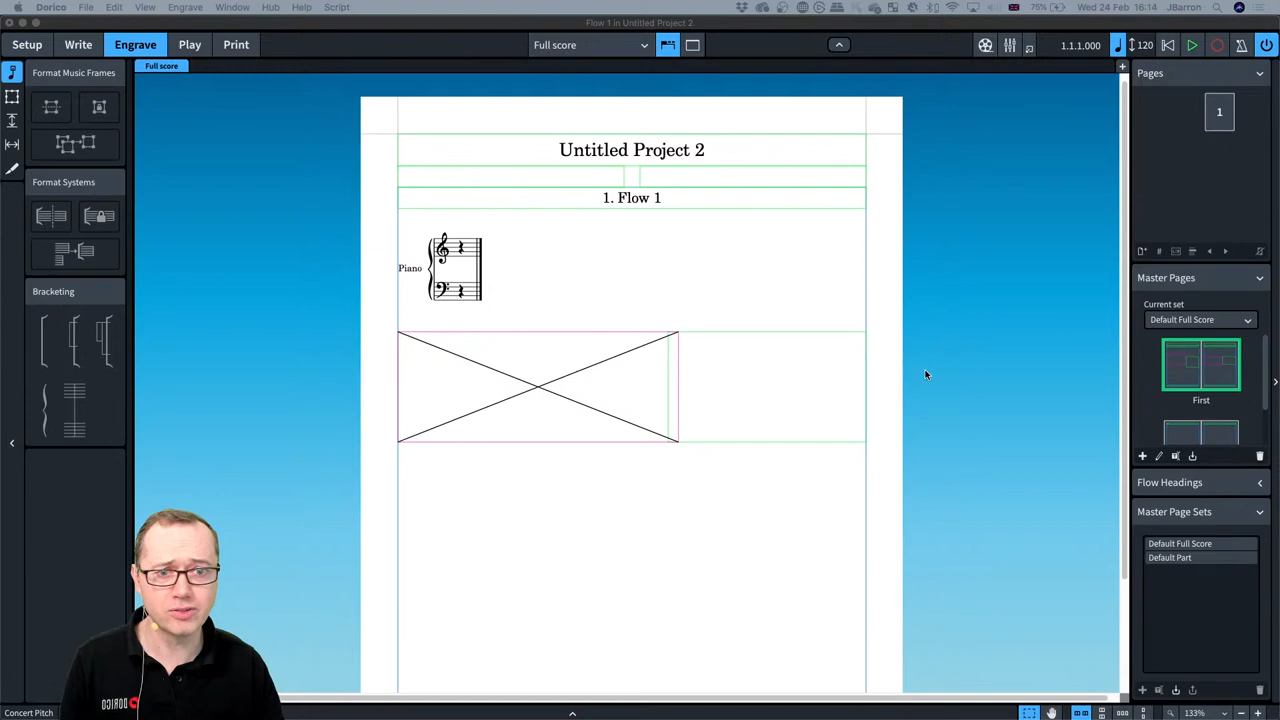 Dorico File Edit View Engrave Window Hub Help Script
75% Wed 24 Feb 16:14 JBarron
Flow 1 in Untitled Project 2
Setup Write Engrave Play Print Full score 1.1.1.000 120
Full score
Format Music Frames
Format Systems
Bracketing
Untitled Project 2
1. Flow 1
Piano
Pages
1
Master Pages
Current set
Default Full Score
First
Flow Headings
Master Page Sets
Default Full Score
Default Part
DORICO
Concert Pitch
133%